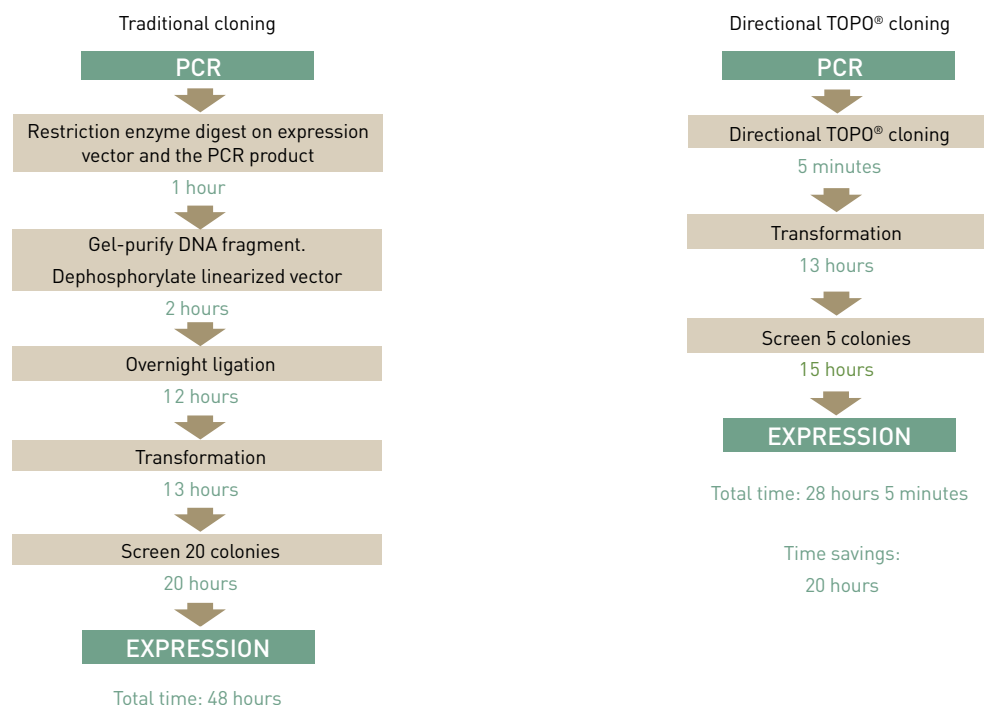 Traditional cloning
PCR
Restriction enzyme digest on expression
vector and the PCR product
1 hour
Gel-purify DNA fragment.
Dephosphorylate linearized vector
2 hours
Overnight ligation
12 hours
Transformation
13 hours
Screen 20 colonies
20 hours
EXPRESSION
Total time: 48 hours
Directional TOPO® cloning
PCR
Directional TOPO® cloning
5 minutes
Transformation
13 hours
Screen 5 colonies
15 hours
EXPRESSION
Total time: 28 hours 5 minutes
Time savings:
20 hours